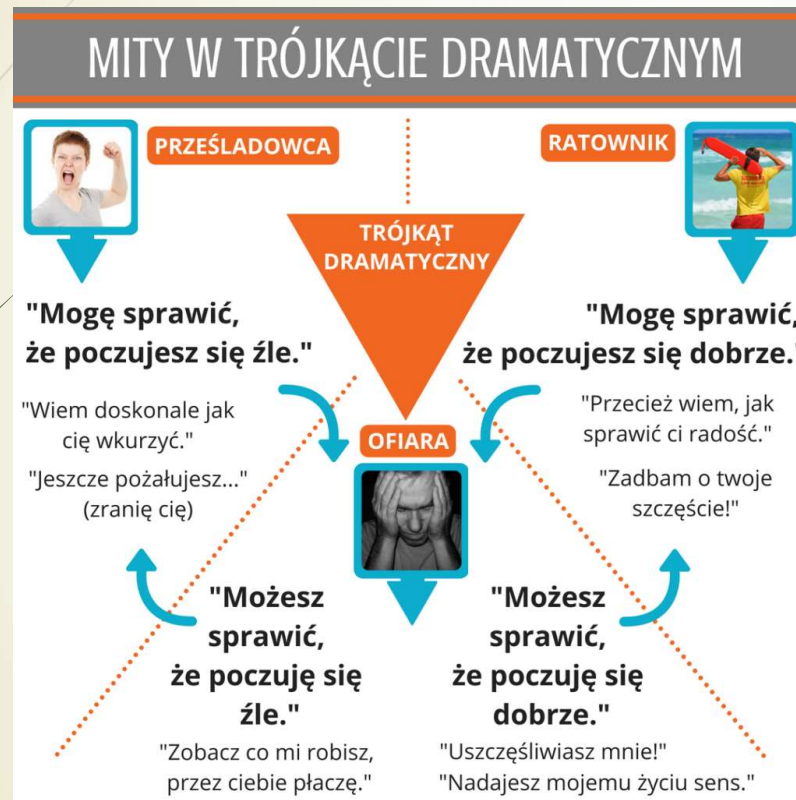 MITY W TRÓJKĄCIE DRAMATYCZNYM
PRZEŚLADOWCA
RATOWNIK
TRÓJKĄT
DRAMATYCZNY
"Mogę sprawić,
że poczujesz się źle."
"Wiem doskonale jak
cię wkurzyć."
"Jeszcze pożałujesz..."
(zranię cię)
"Mogę sprawić,
że poczujesz się dobrze."
"Przecież wiem, jak
sprawić ci radość."
"Zadbam o twoje
szczęście!"
OFIARA
"Możesz
sprawić,
że poczuję się
źle."
"Zobacz co mi robisz,
przez ciebie płaczę."
"Możesz
sprawić,
że poczuję się
dobrze."
"Uszczęśliwiasz mnie!"
"Nadajesz mojemu życiu sens."